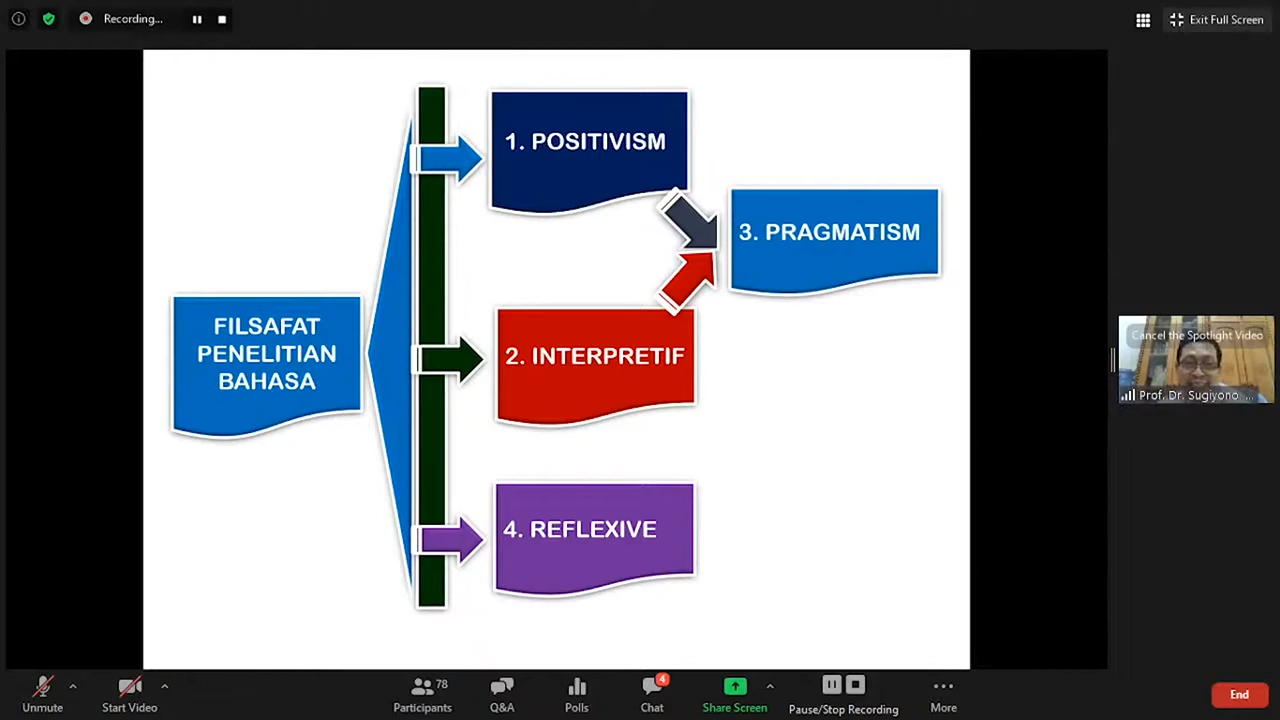 Recording...
Exit Full Screen
1. POSITIVISM
3. PRAGMATISM
FILSAFAT
PENELITIAN
BAHASA
2. INTERPRETIF
4. REFLEXIVE
Cancel the Spotlight Video
Prof. Dr. Sugiyono ...
Unmute
Start Video
78
Participants
Q&A
Polls
4
Chat
Share Screen
Pause/Stop Recording
More
End